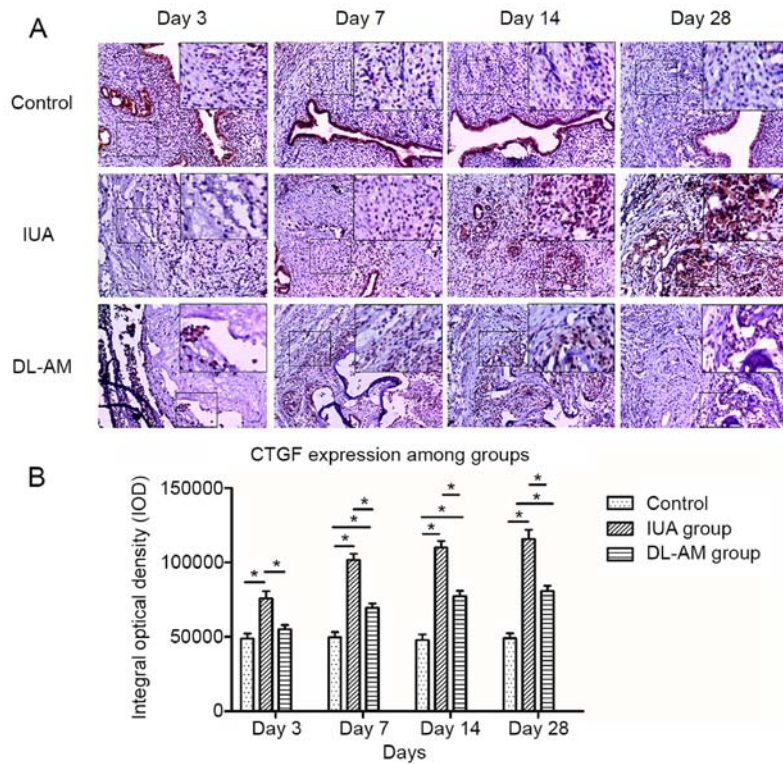 A
Day 3 Day 7 Day 14 Day 28
Control
IUA
DL-AM
B
CTGF expression among groups
Integral optical density (IOD)
150000
100000
50000
0
* *
* * *
* * *
* * *
Day 3 Day 7 Day 14 Day 28
Days
Control
IUA group
DL-AM group